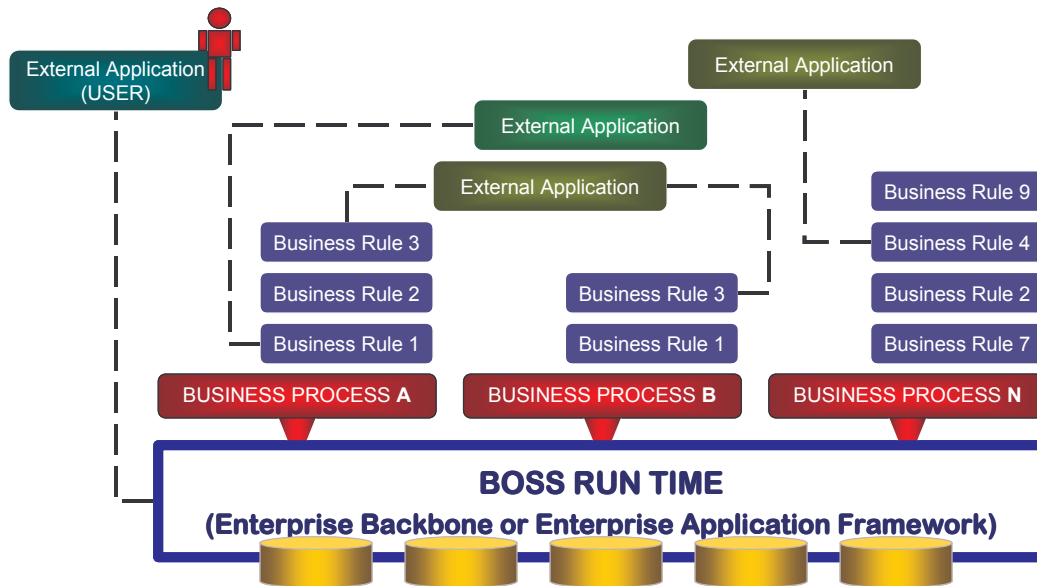 External Application
(USER)
External Application
External Application
External Application
Business Rule 9
Business Rule 3
Business Rule 4
Business Rule 2
Business Rule 3
Business Rule 2
Business Rule 1
Business Rule 1
Business Rule 7
BUSINESS PROCESS A
BUSINESS PROCESS B
BUSINESS PROCESS N
BOSS RUN TIME
(Enterprise Backbone or Enterprise Application Framework)